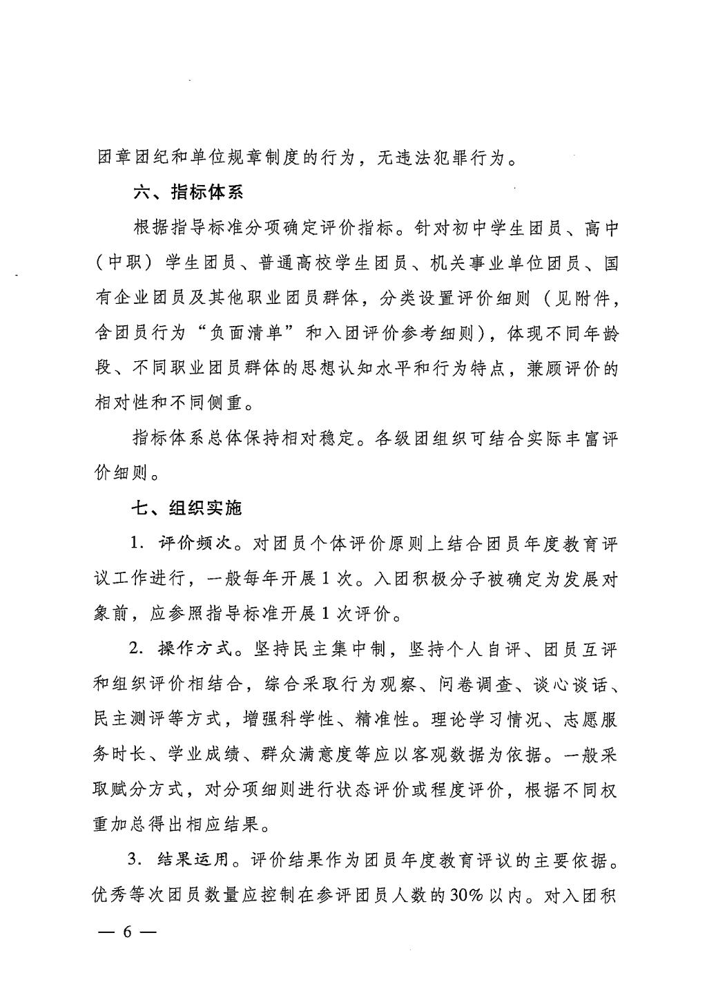 团章团纪和单位规章制度的行为，无违法犯罪行为。
六、指标体系
根据指导标准分项确定评价指标。针对初中学生团员、高中
（中职）学生团员、普通高校学生团员、机关事业单位团员、国
有企业团员及其他职业团员群体，分类设置评价细则（见附件，
含团员行为“负面清单”和入团评价参考细则），体现不同年龄
段、不同职业团员群体的思想认知水平和行为特点，兼顾评价的
相对性和不同侧重。
指标体系总体保持相对稳定。各级团组织可结合实际丰富评
价细则。
七、组织实施
1. 评价频次。对团员个体评价原则上结合团员年度教育评
议工作进行，一般每年开展1次。入团积极分子被确定为发展对
象前，应参照指导标准开展1次评价。
2. 操作方式。坚持民主集中制，坚持个人自评、团员互评
和组织评价相结合，综合采取行为观察、问卷调查、谈心谈话、
民主测评等方式，增强科学性、精准性。理论学习情况、志愿服
务时长、学业成绩、群众满意度等应以客观数据为依据。一般采
取赋分方式，对分项细则进行状态评价或程度评价，根据不同权
重加总得出相应结果。
3. 结果运用。评价结果作为团员年度教育评议的主要依据。
优秀等次团员数量应控制在参评团员人数的30%以内。对入团积
— 6 —